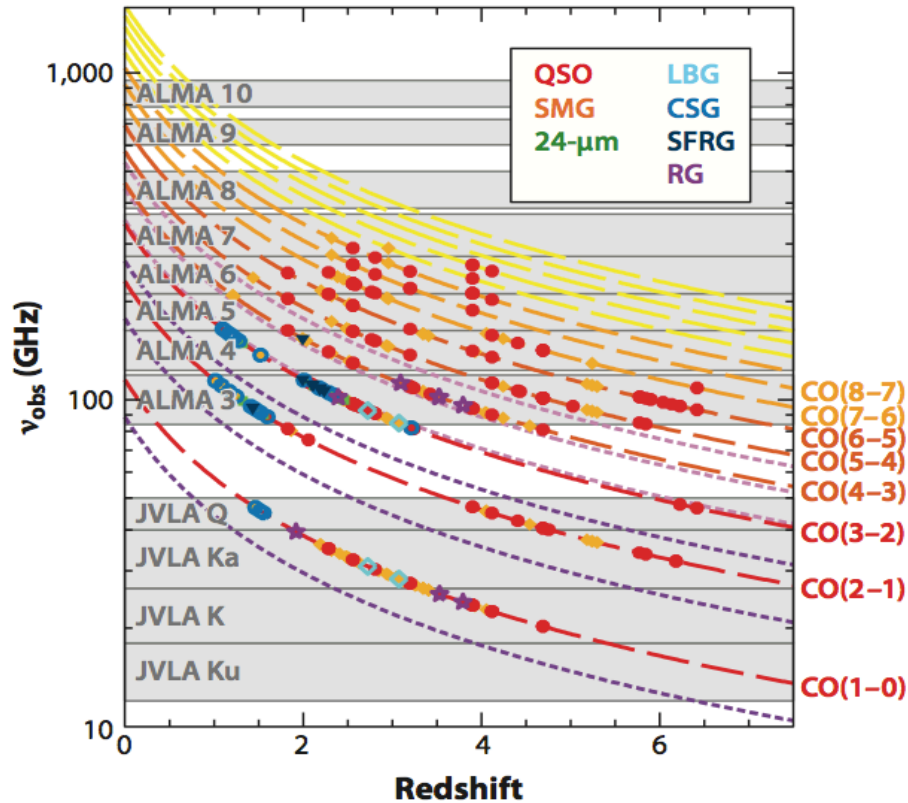 1,000
100
10
ν_obs (GHz)
ALMA 10
ALMA 9
ALMA 8
ALMA 7
ALMA 6
ALMA 5
ALMA 4
ALMA 3
JVLA Q
JVLA Ka
JVLA K
JVLA Ku
QSO LBG
SMG CSG
24-μm SFRG
RG
CO(8–7)
CO(7–6)
CO(6–5)
CO(5–4)
CO(4–3)
CO(3–2)
CO(2–1)
CO(1–0)
0 2 4 6
Redshift